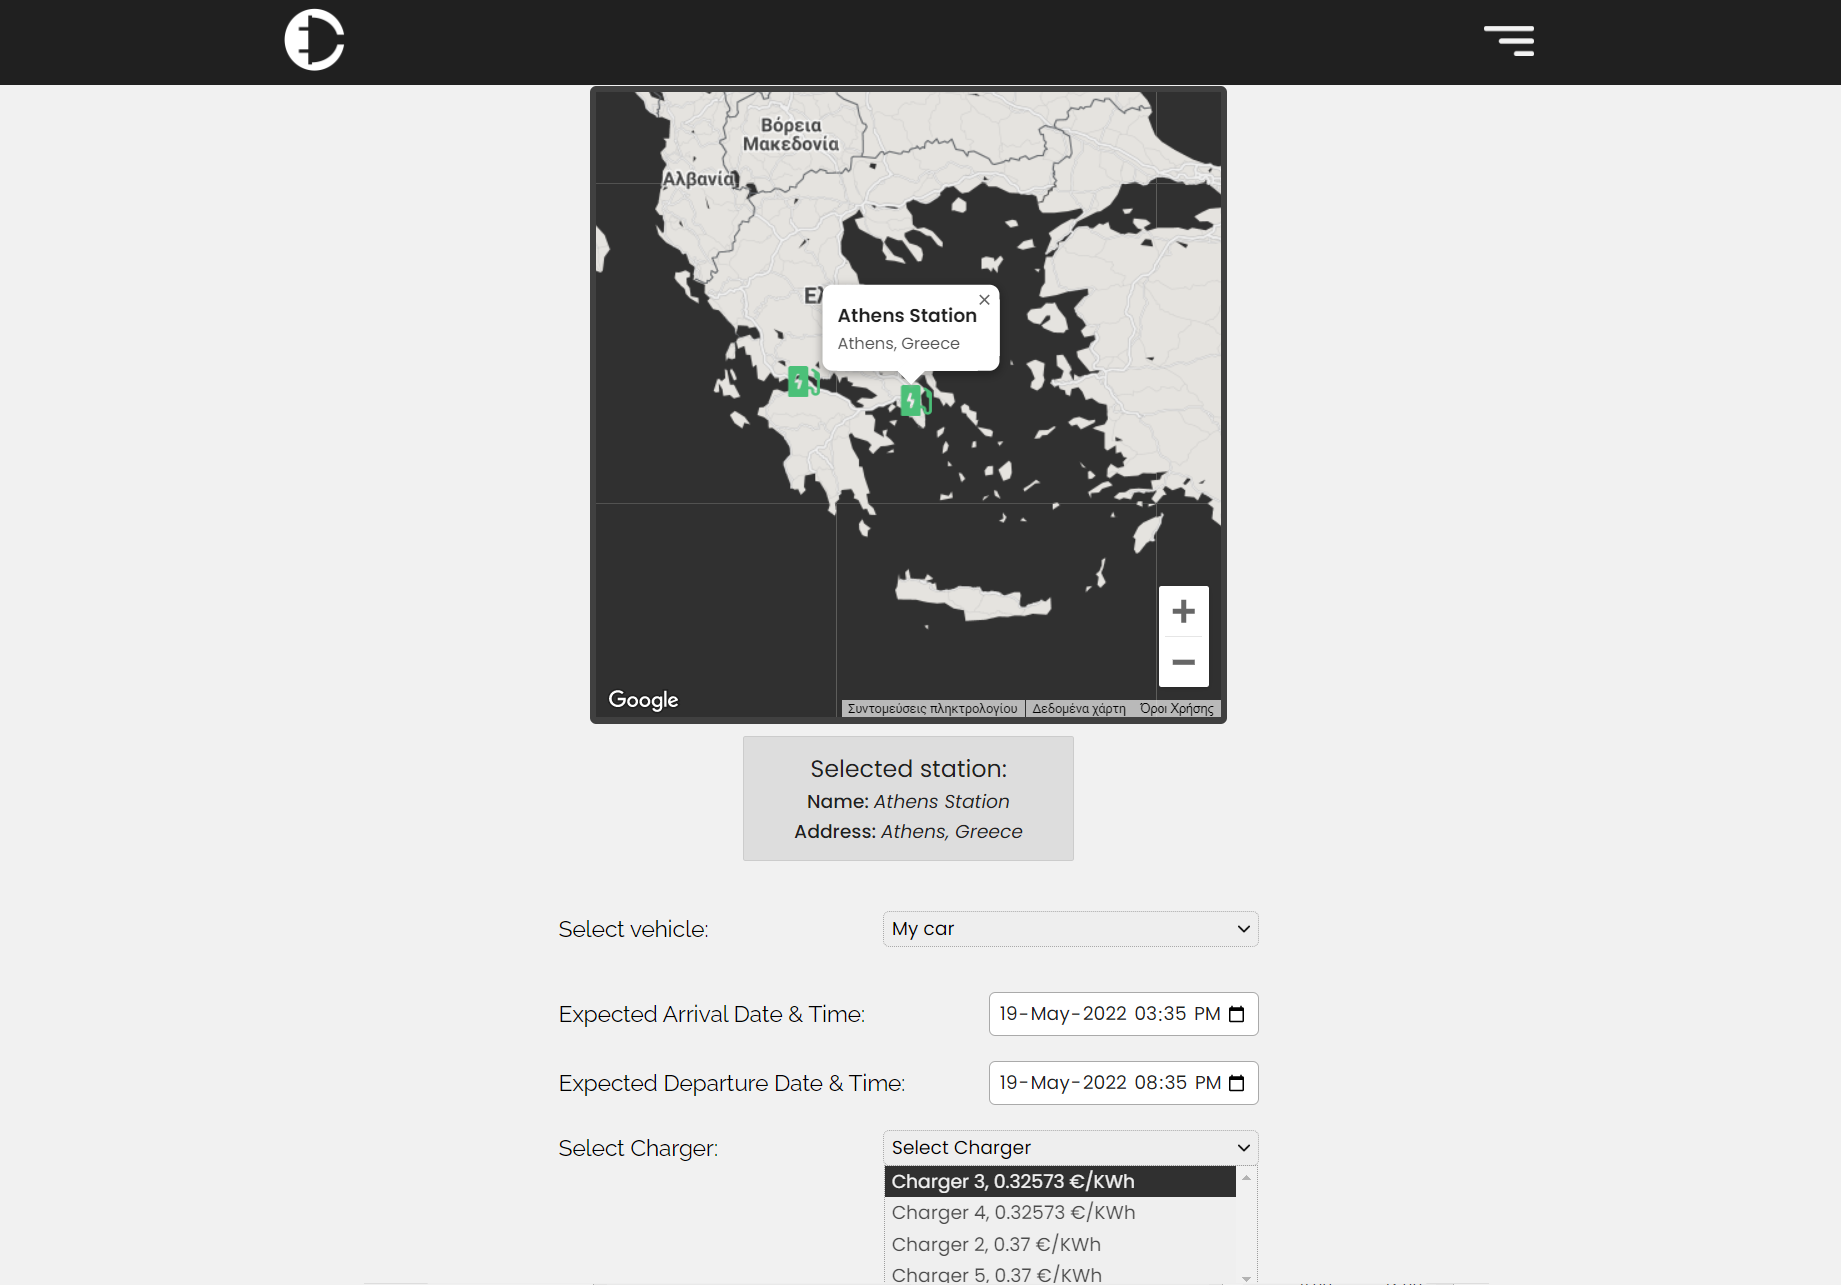 Βόρεια
Μακεδονία
Αλβανία
Athens Station
Athens, Greece
Google
Συντομεύσεις πληκτρολογίου
Δεδομένα χάρτη
Όροι Χρήσης
Selected station:
Name: Athens Station
Address: Athens, Greece
Select vehicle:
My car
Expected Arrival Date & Time:
19-May-2022 03:35 PM
Expected Departure Date & Time:
19-May-2022 08:35 PM
Select Charger:
Select Charger
Charger 3, 0.32573 €/KWh
Charger 4, 0.32573 €/KWh
Charger 2, 0.37 €/KWh
Charger 5, 0.37 €/KWh